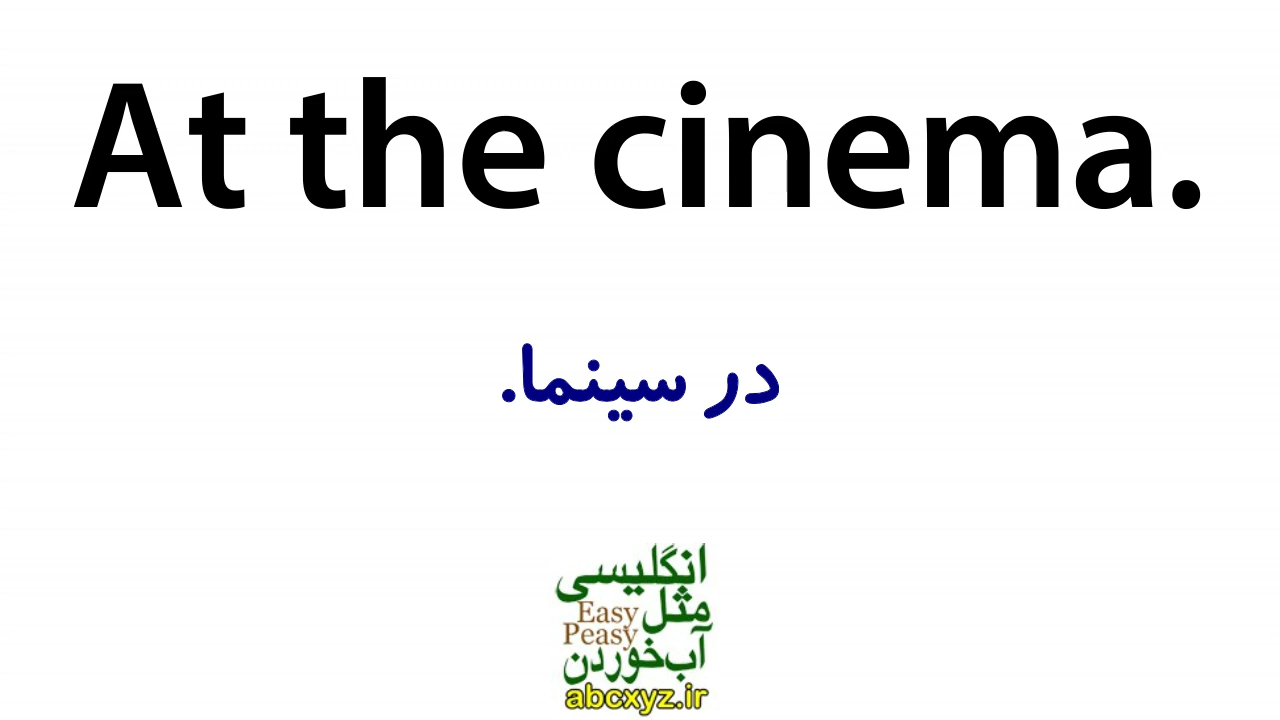 At the cinema.
در سینما.
انگلیسی
مثل Easy
Peasy
آب‌خوردن
abcxyz.ir